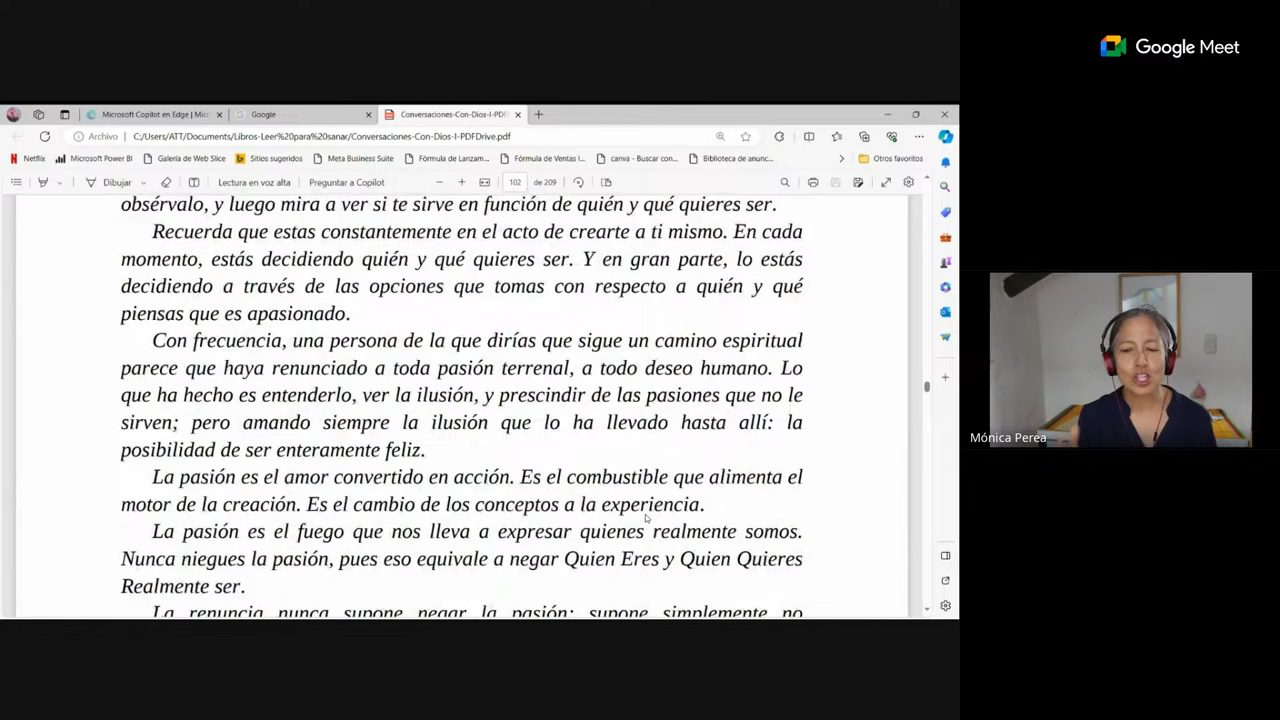 Google Meet
Microsoft Copilot en Edge | Mic
Google
Conversaciones-Con-Dios-I-PDF
Archivo
C:/Users/ATT/Documents/Libros-Leer%20para%20sanar/Conversaciones-Con-Dios-I-PDFDrive.pdf
Netflix
Microsoft Power BI
Galería de Web Slice
Sitios sugeridos
Meta Business Suite
Fórmula de Lanzam...
Fórmula de Ventas I...
canva - Buscar con...
Biblioteca de anunc...
Otros favoritos
Dibujar
Lectura en voz alta
Preguntar a Copilot
102 de 209
obsérvalo, y luego mira a ver si te sirve en función de quién y qué quieres ser.
Recuerda que estas constantemente en el acto de crearte a ti mismo. En cada
momento, estás decidiendo quién y qué quieres ser. Y en gran parte, lo estás
decidiendo a través de las opciones que tomas con respecto a quién y qué
piensas que es apasionado.
Con frecuencia, una persona de la que dirías que sigue un camino espiritual
parece que haya renunciado a toda pasión terrenal, a todo deseo humano. Lo
que ha hecho es entenderlo, ver la ilusión, y prescindir de las pasiones que no le
sirven; pero amando siempre la ilusión que lo ha llevado hasta allí: la
posibilidad de ser enteramente feliz.
La pasión es el amor convertido en acción. Es el combustible que alimenta el
motor de la creación. Es el cambio de los conceptos a la experiencia.
La pasión es el fuego que nos lleva a expresar quienes realmente somos.
Nunca niegues la pasión, pues eso equivale a negar Quien Eres y Quien Quieres
Realmente ser.
La renuncia nunca supone negar la pasión; supone simplemente no
Mónica Perea